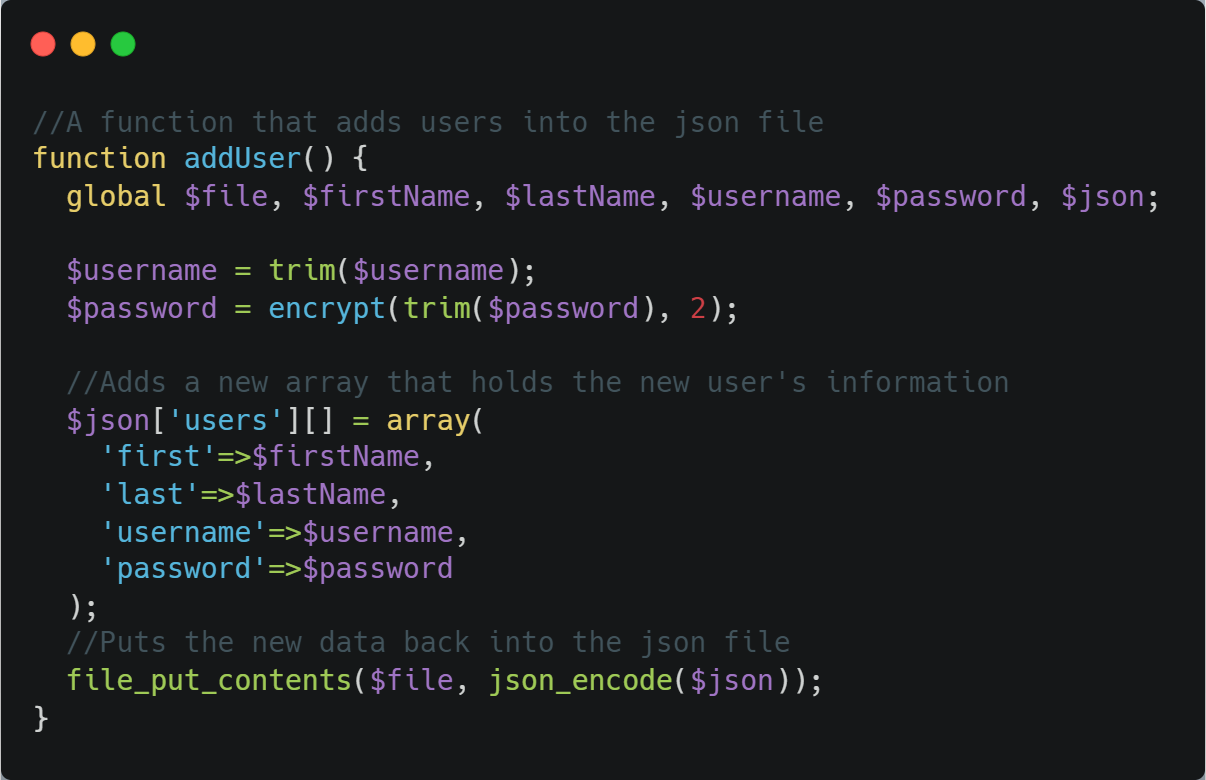 //A function that adds users into the json file
function addUser() {
  global $file, $firstName, $lastName, $username, $password, $json;

  $username = trim($username);
  $password = encrypt(trim($password), 2);

  //Adds a new array that holds the new user's information
  $json['users'][] = array(
    'first'=>$firstName,
    'last'=>$lastName,
    'username'=>$username,
    'password'=>$password
  );
  //Puts the new data back into the json file
  file_put_contents($file, json_encode($json));
}